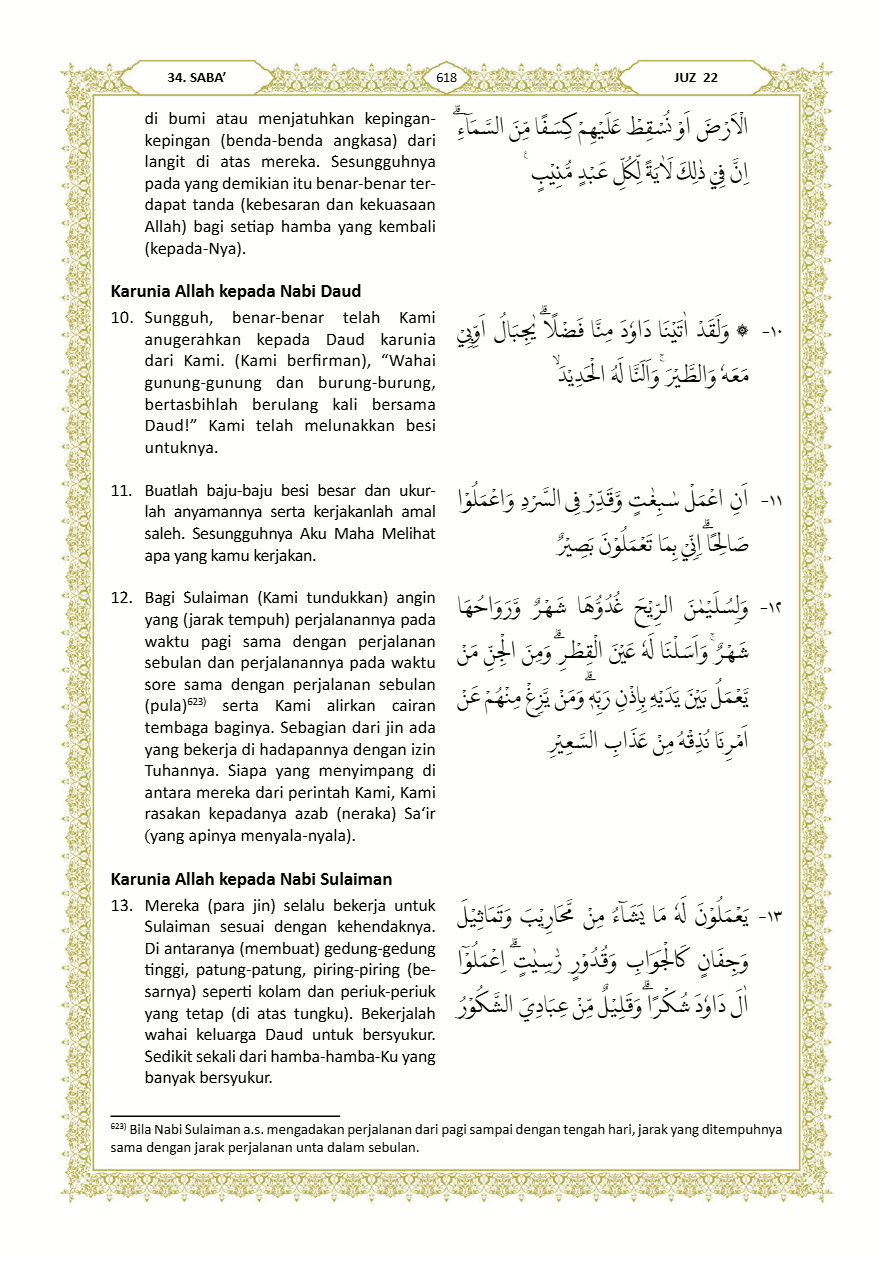 34. SABA’
618
JUZ 22
di bumi atau menjatuhkan kepingan-
kepingan (benda-benda angkasa) dari
langit di atas mereka. Sesungguhnya
pada yang demikian itu benar-benar ter-
dapat tanda (kebesaran dan kekuasaan
Allah) bagi setiap hamba yang kembali
(kepada-Nya).
الْاَرْضَ اَوْ نُسْقِطْ عَلَيْهِمْ كِسَفًا مِّنَ السَّمَاۤءِۗ
اِنَّ فِيْ ذٰلِكَ لَاٰيَةً لِّكُلِّ عَبْدٍ مُّنِيْبٍ ࣖ
Karunia Allah kepada Nabi Daud
10. Sungguh, benar-benar telah Kami
anugerahkan kepada Daud karunia
dari Kami. (Kami berfirman), “Wahai
gunung-gunung dan burung-burung,
bertasbihlah berulang kali bersama
Daud!” Kami telah melunakkan besi
untuknya.
١٠- ۞ وَلَقَدْ اٰتَيْنَا دَاوٗدَ مِنَّا فَضْلًاۗ يٰجِبَالُ اَوِّبِيْ
مَعَهٗ وَالطَّيْرَ ۚوَاَلَنَّا لَهُ الْحَدِيْدَۙ
11. Buatlah baju-baju besi besar dan ukur-
lah anyamannya serta kerjakanlah amal
saleh. Sesungguhnya Aku Maha Melihat
apa yang kamu kerjakan.
١١- اَنِ اعْمَلْ سٰبِغٰتٍ وَّقَدِّرْ فِى السَّرْدِ وَاعْمَلُوْا
صَالِحًاۗ اِنِّيْ بِمَا تَعْمَلُوْنَ بَصِيْرٌ
12. Bagi Sulaiman (Kami tundukkan) angin
yang (jarak tempuh) perjalanannya pada
waktu pagi sama dengan perjalanan
sebulan dan perjalanannya pada waktu
sore sama dengan perjalanan sebulan
(pula)⁶²³⁾ serta Kami alirkan cairan
tembaga baginya. Sebagian dari jin ada
yang bekerja di hadapannya dengan izin
Tuhannya. Siapa yang menyimpang di
antara mereka dari perintah Kami, Kami
rasakan kepadanya azab (neraka) Sa‘ir
(yang apinya menyala-nyala).
١٢- وَلِسُلَيْمٰنَ الرِّيْحَ غُدُوُّهَا شَهْرٌ وَّرَوَاحُهَا
شَهْرٌۚ وَاَسَلْنَا لَهٗ عَيْنَ الْقِطْرِۗ وَمِنَ الْجِنِّ مَنْ
يَّعْمَلُ بَيْنَ يَدَيْهِ بِاِذْنِ رَبِّهٖۗ وَمَنْ يَّزِغْ مِنْهُمْ عَنْ
اَمْرِنَا نُذِقْهُ مِنْ عَذَابِ السَّعِيْرِ
Karunia Allah kepada Nabi Sulaiman
13. Mereka (para jin) selalu bekerja untuk
Sulaiman sesuai dengan kehendaknya.
Di antaranya (membuat) gedung-gedung
tinggi, patung-patung, piring-piring (be-
sarnya) seperti kolam dan periuk-periuk
yang tetap (di atas tungku). Bekerjalah
wahai keluarga Daud untuk bersyukur.
Sedikit sekali dari hamba-hamba-Ku yang
banyak bersyukur.
١٣- يَعْمَلُوْنَ لَهٗ مَا يَشَاۤءُ مِنْ مَّحَارِيْبَ وَتَمَاثِيْلَ
وَجِفَانٍ كَالْجَوَابِ وَقُدُوْرٍ رّٰسِيٰتٍۗ اِعْمَلُوْٓا
اٰلَ دَاوٗدَ شُكْرًاۗ وَقَلِيْلٌ مِّنْ عِبَادِيَ الشَّكُوْرُ
⁶²³⁾ Bila Nabi Sulaiman a.s. mengadakan perjalanan dari pagi sampai dengan tengah hari, jarak yang ditempuhnya
sama dengan jarak perjalanan unta dalam sebulan.